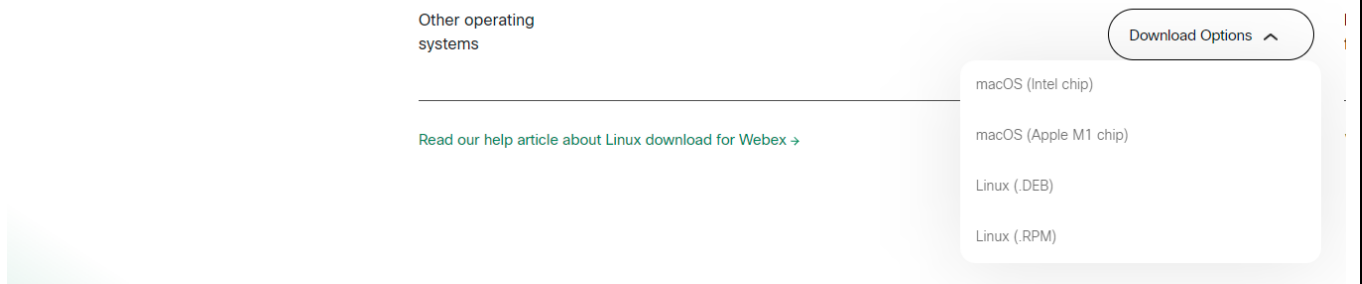 Other operating
systems
Download Options
macOS (Intel chip)
Read our help article about Linux download for Webex →
macOS (Apple M1 chip)
Linux (.DEB)
Linux (.RPM)